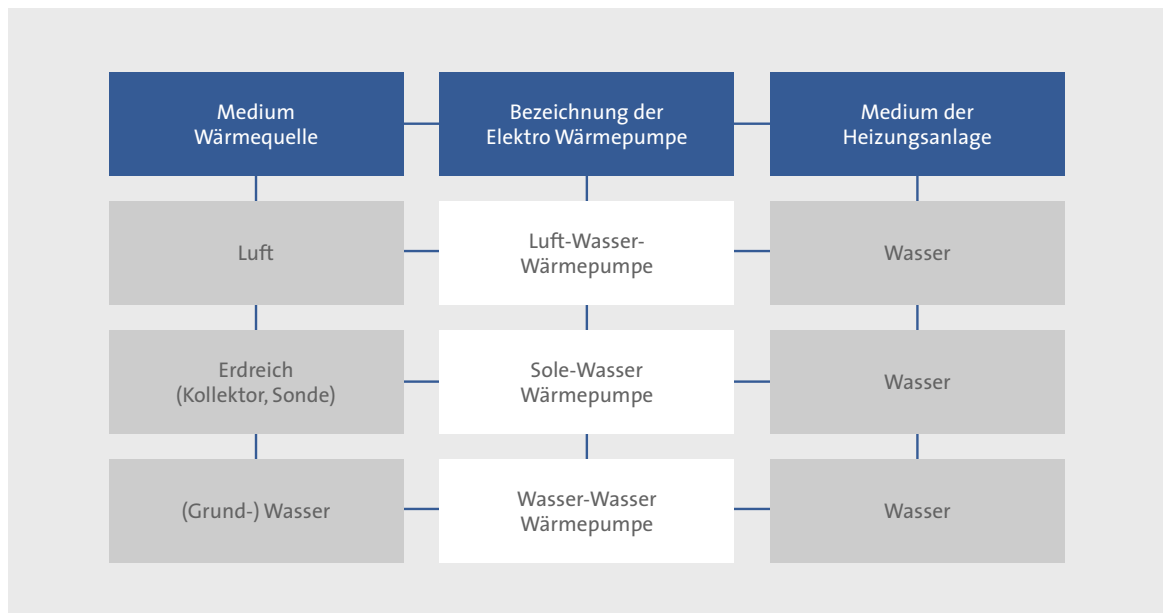 Medium
Wärmequelle
Bezeichnung der
Elektro Wärmepumpe
Medium der
Heizungsanlage
Luft
Luft-Wasser-
Wärmepumpe
Wasser
Erdreich
(Kollektor, Sonde)
Sole-Wasser
Wärmepumpe
Wasser
(Grund-) Wasser
Wasser-Wasser
Wärmepumpe
Wasser